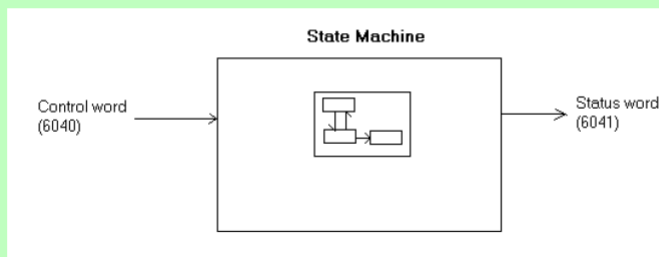 State Machine
Control word
(6040)
Status word
(6041)